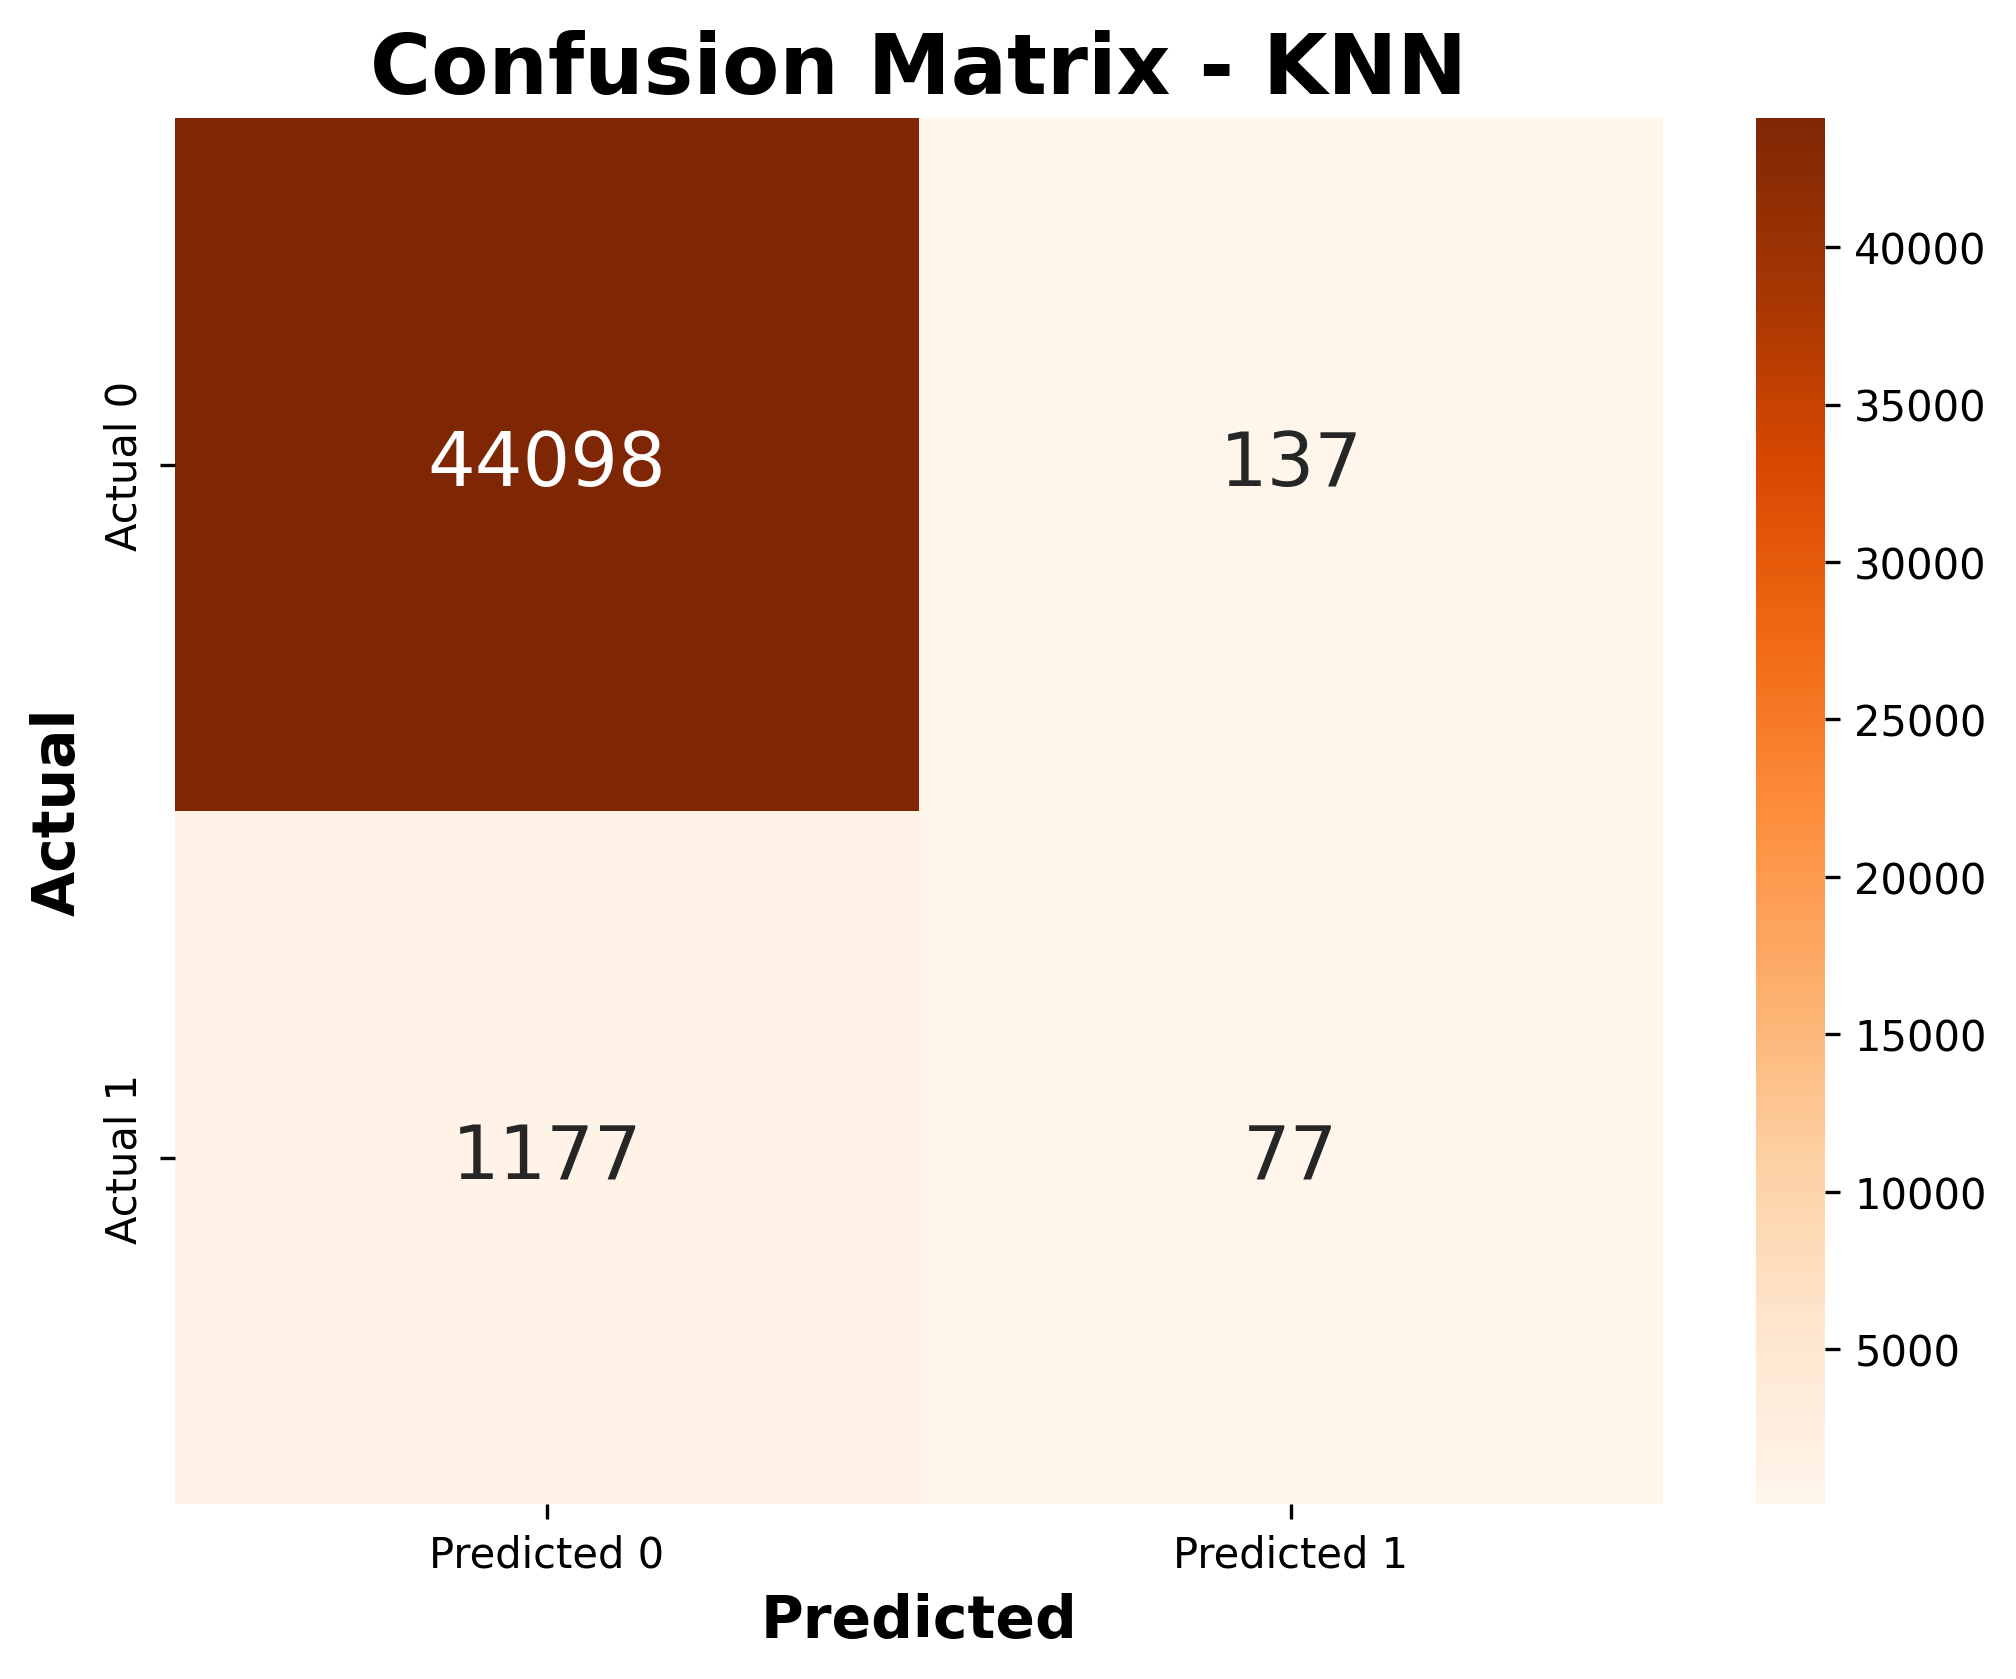 Confusion Matrix - KNN
Actual
Actual 0
44098
137
Actual 1
1177
77
Predicted 0
Predicted 1
Predicted
40000
35000
30000
25000
20000
15000
10000
5000